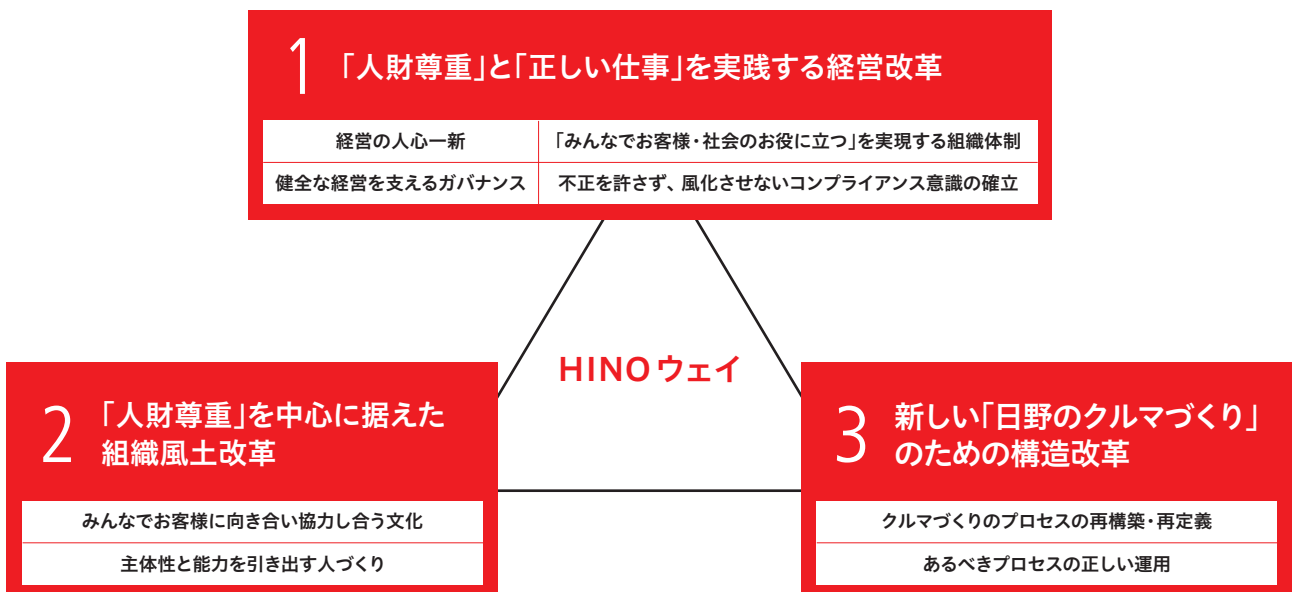 1
「人財尊重」と「正しい仕事」を実践する経営改革
経営の人心一新
「みんなでお客様・社会のお役に立つ」を実現する組織体制
健全な経営を支えるガバナンス
不正を許さず、風化させないコンプライアンス意識の確立
HINOウェイ
2
「人財尊重」を中心に据えた
組織風土改革
みんなでお客様に向き合い協力し合う文化
主体性と能力を引き出す人づくり
3
新しい「日野のクルマづくり」
のための構造改革
クルマづくりのプロセスの再構築・再定義
あるべきプロセスの正しい運用